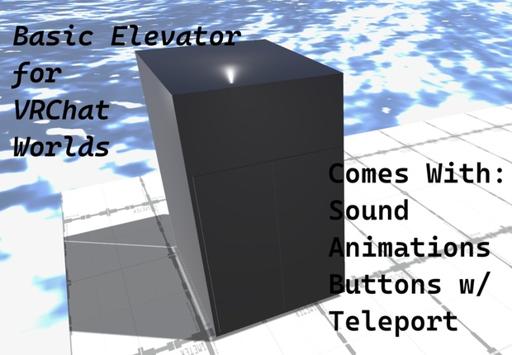 Basic Elevator
for
VRChat
Worlds
Comes With:
Sound
Animations
Buttons w/
Teleport